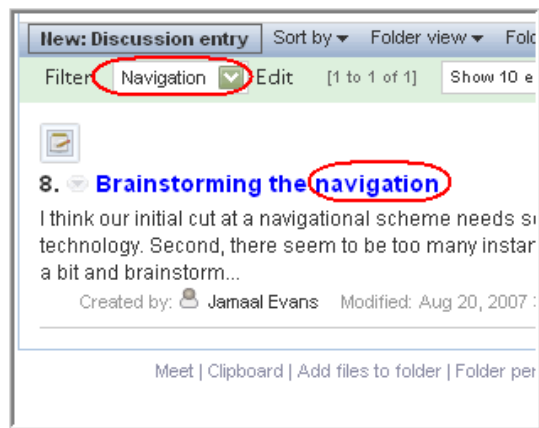 New: Discussion entry Sort by Folder view Fold
Filter Navigation Edit [1 to 1 of 1] Show 10 e
8. Brainstorming the navigation
I think our initial cut at a navigational scheme needs s
technology. Second, there seem to be too many instan
a bit and brainstorm...
Created by: Jamaal Evans Modified: Aug 20, 2007
Meet | Clipboard | Add files to folder | Folder per